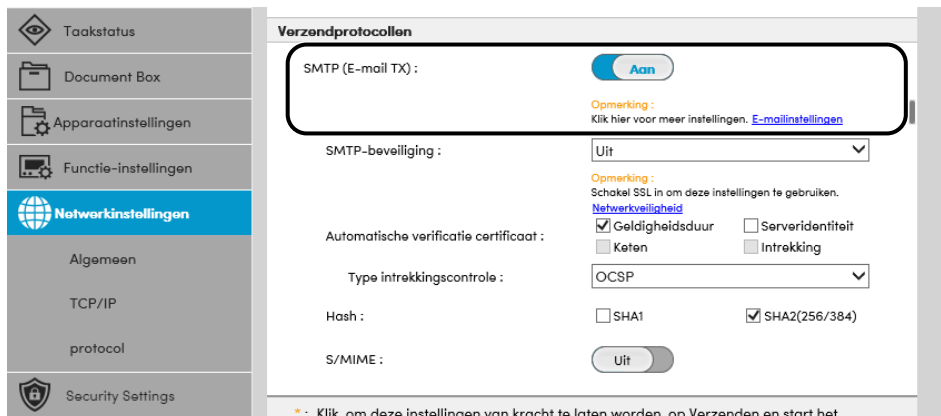 Taakstatus
Document Box
Apparaatinstellingen
Functie-instellingen
Netwerkinstellingen
Algemeen
TCP/IP
protocol
Security Settings
Verzendprotocollen
SMTP (E-mail TX) :
Aan
Opmerking :
Klik hier voor meer instellingen. E-mailinstellingen
SMTP-beveiliging :
Uit
Opmerking :
Schakel SSL in om deze instellingen te gebruiken.
Netwerkveiligheid
Automatische verificatie certificaat :
Geldigheidsduur
Serveridentiteit
Keten
Intrekking
Type intrekkingscontrole :
OCSP
Hash :
SHA1
SHA2(256/384)
S/MIME :
Uit
* : Klik, om deze instellingen van kracht te laten worden, op Verzenden en start het